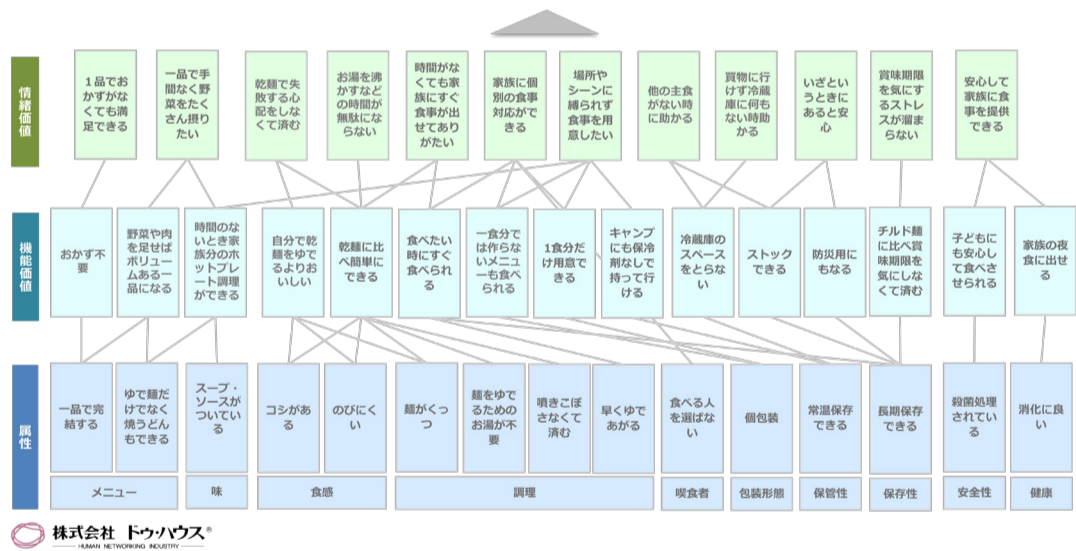 情緒価値
1品でお
かずがな
くても満
足できる
一品で手
間なく野
菜をたく
さん摂り
たい
乾麺で失
敗する心
配をしな
くて済む
お湯を沸
かすなど
の時間が
無駄にな
らない
時間がな
くても家
族にすぐ
食事が出
せてあり
がたい
家族に個
別の食事
対応がで
きる
場所や
シーンに
縛られず
食事を用
意したい
他の主食
がない時
に助かる
買物に行
けず冷蔵
庫に何も
ない時助
かる
いざとい
うときに
あると安
心
賞味期限
を気にす
るストレ
スが溜ま
らない
安心して
家族に食
事を提供
できる
機能価値
おかず不
要
野菜や肉
を足せば
ボリュー
ムある一
品になる
時間のな
いとき家
族分のホ
ットプレ
ート調理
ができる
自分で乾
麺をゆで
るよりお
いしい
乾麺に比
べ簡単に
できる
食べたい
時にすぐ
食べられ
る
一食分で
は作らな
いメニュ
ーも食べ
られる
1食分だ
け用意で
きる
キャンプ
にも保冷
剤なしで
持って行
ける
冷蔵庫の
スペース
をとらな
い
ストック
できる
防災用に
もなる
チルド麺
に比べ賞
味期限を
気にしな
くて済む
子どもに
も安心し
て食べさ
せられる
家族の夜
食に出せ
る
属性
一品で完
結する
ゆで麺だ
けでなく
焼うどん
もできる
スープ・
ソースが
ついてい
る
コシがあ
る
のびにく
い
麺がくっ
つ
麺をゆで
るための
お湯が不
要
噴きこぼ
さなくて
済む
早くゆで
あがる
食べる人
を選ばな
い
個包装
常温保存
できる
長期保存
できる
殺菌処理
されてい
る
消化に良
い
メニュー
味
食感
調理
喫食者
包装形態
保管性
保存性
安全性
健康
株式会社 ドゥ・ハウス®
HUMAN NETWORKING INDUSTRY